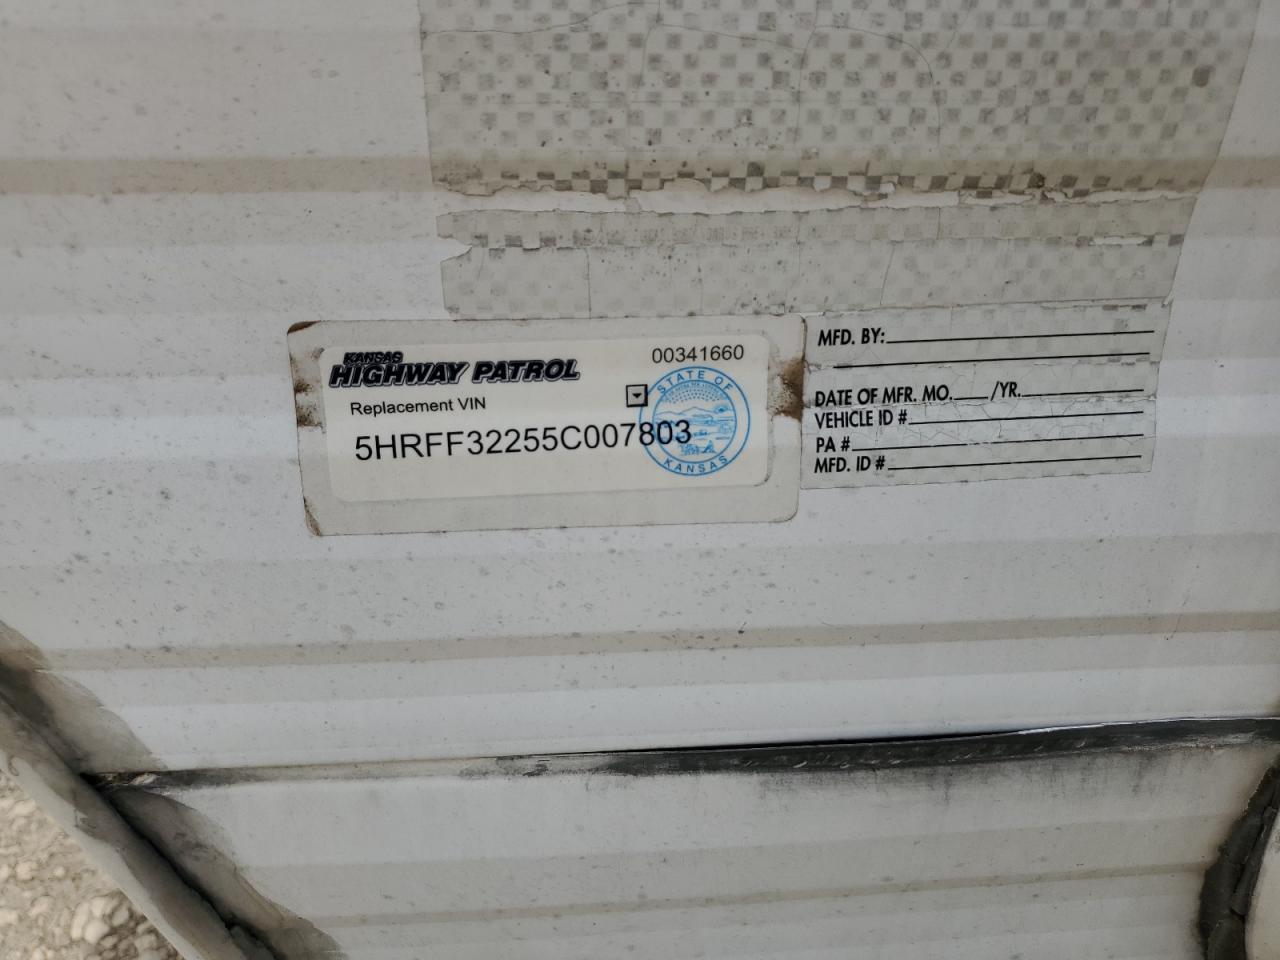 KANSAS
HIGHWAY PATROL
00341660
Replacement VIN
5HRFF32255C007803
STATE OF
KANSAS
MFD. BY:
DATE OF MFR. MO.____/YR.
VEHICLE ID #
PA #
MFD. ID #